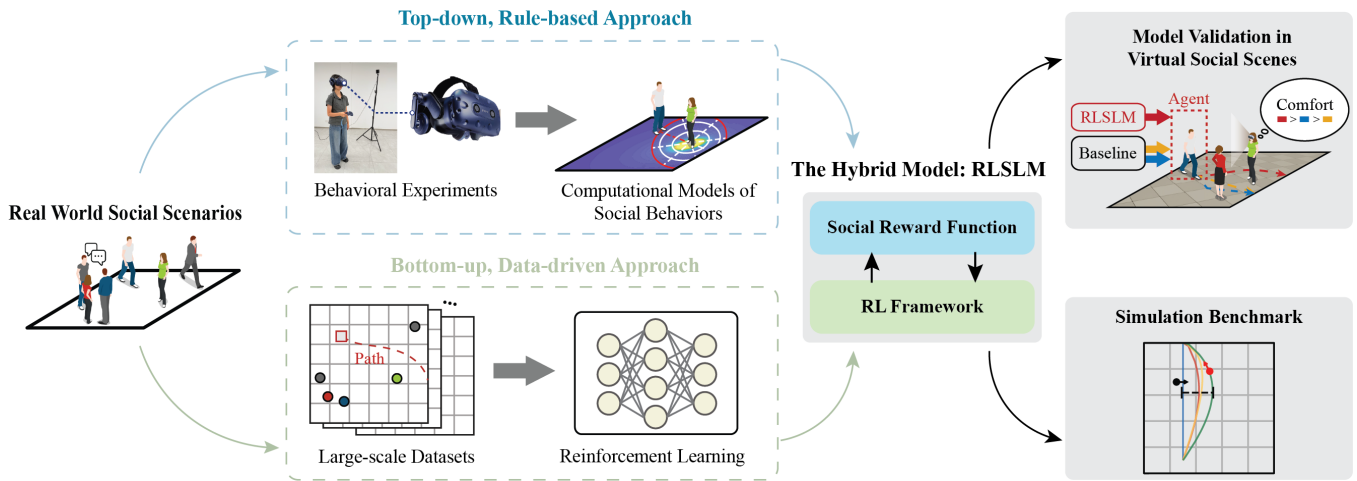 Real World Social Scenarios
Top-down, Rule-based Approach
Behavioral Experiments
Computational Models of
Social Behaviors
Bottom-up, Data-driven Approach
Path
Large-scale Datasets
Reinforcement Learning
The Hybrid Model: RLSLM
Social Reward Function
RL Framework
Model Validation in
Virtual Social Scenes
Agent
RLSLM
Baseline
Comfort
> >
Simulation Benchmark